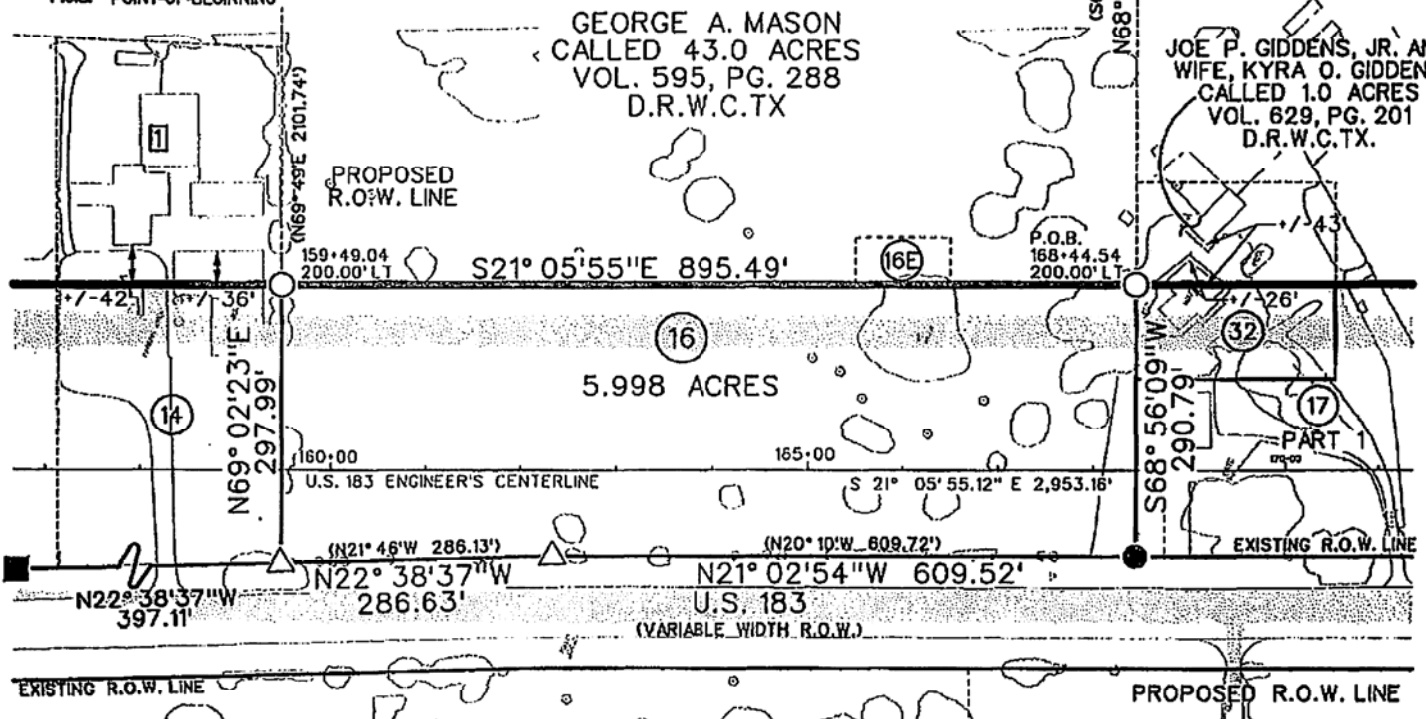 POINT OF BEGINNING
GEORGE A. MASON
CALLED 43.0 ACRES
VOL. 595, PG. 288
D.R.W.C.TX
N68°
JOE P. GIDDENS, JR.
WIFE, KYRA O.
CALLED 1.0 ACRES
VOL. 629, PG. 201
D.R.W.C.TX.
1
(N69°49'E 2101.74')
PROPOSED
R.O.W. LINE
+/-43'
159+49.04
200.00' LT
S21° 05'55"E 895.49'
16E
P.O.B.
168+44.54
200.00' LT
+/-42'
+/-36'
+/-26'
16
32
5.998 ACRES
N69° 02'23"E
297.99'
S68° 56'09"W
290.79'
14
17
PART 1
160+00
165+00
U.S. 183 ENGINEER'S CENTERLINE
S 21° 05'55.12" E 2,953.16'
(N21° 46'W 286.13')
(N20° 10'W 609.72')
EXISTING R.O.W. LINE
N22° 38'37"W
286.63'
N21° 02'54"W 609.52'
N22° 38'37"W
397.11'
U.S. 183
(VARIABLE WIDTH R.O.W.)
EXISTING R.O.W. LINE
PROPOSED R.O.W. LINE